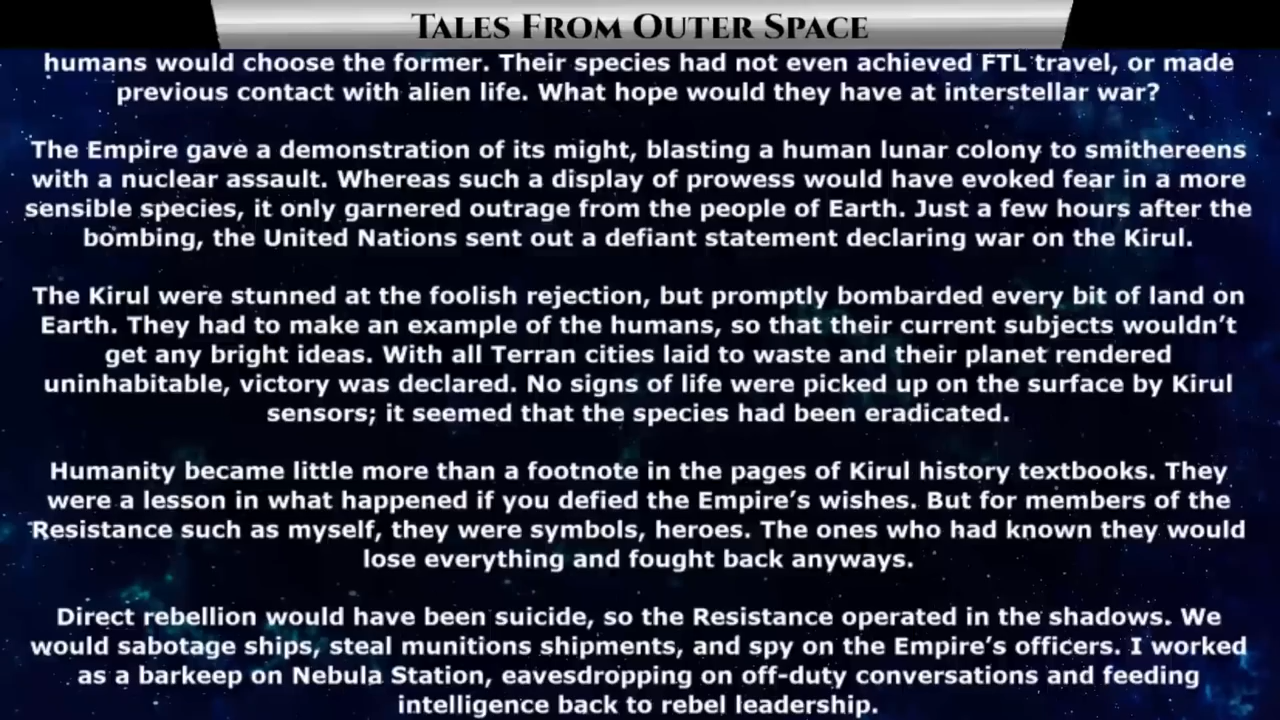 Tales From Outer Space
humans would choose the former. Their species had not even achieved FTL travel, or made
previous contact with alien life. What hope would they have at interstellar war?
The Empire gave a demonstration of its might, blasting a human lunar colony to smithereens
with a nuclear assault. Whereas such a display of prowess would have evoked fear in a more
sensible species, it only garnered outrage from the people of Earth. Just a few hours after the
bombing, the United Nations sent out a defiant statement declaring war on the Kirul.
The Kirul were stunned at the foolish rejection, but promptly bombarded every bit of land on
Earth. They had to make an example of the humans, so that their current subjects wouldn't
get any bright ideas. With all Terran cities laid to waste and their planet rendered
uninhabitable, victory was declared. No signs of life were picked up on the surface by Kirul
sensors; it seemed that the species had been eradicated.
Humanity became little more than a footnote in the pages of Kirul history textbooks. They
were a lesson in what happened if you defied the Empire's wishes. But for members of the
Resistance such as myself, they were symbols, heroes. The ones who had known they would
lose everything and fought back anyways.
Direct rebellion would have been suicide, so the Resistance operated in the shadows. We
would sabotage ships, steal munitions shipments, and spy on the Empire's officers. I worked
as a barkeep on Nebula Station, eavesdropping on off-duty conversations and feeding
intelligence back to rebel leadership.